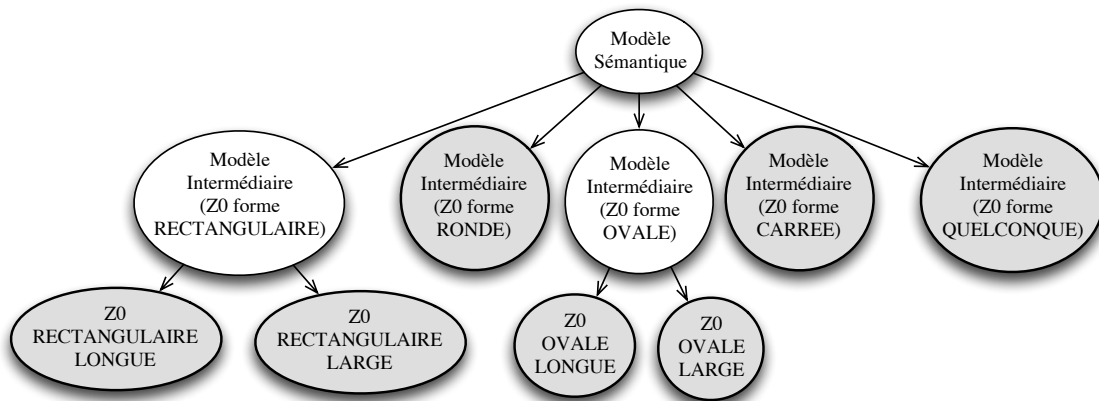 Modèle
Sémantique
Modèle
Intermédiaire
(Z0 forme
RECTANGULAIRE)
Modèle
Intermédiaire
(Z0 forme
RONDE)
Modèle
Intermédiaire
(Z0 forme
OVALE)
Modèle
Intermédiaire
(Z0 forme
CARREE)
Modèle
Intermédiaire
(Z0 forme
QUELCONQUE)
Z0
RECTANGULAIRE
LONGUE
Z0
RECTANGULAIRE
LARGE
Z0
OVALE
LONGUE
Z0
OVALE
LARGE